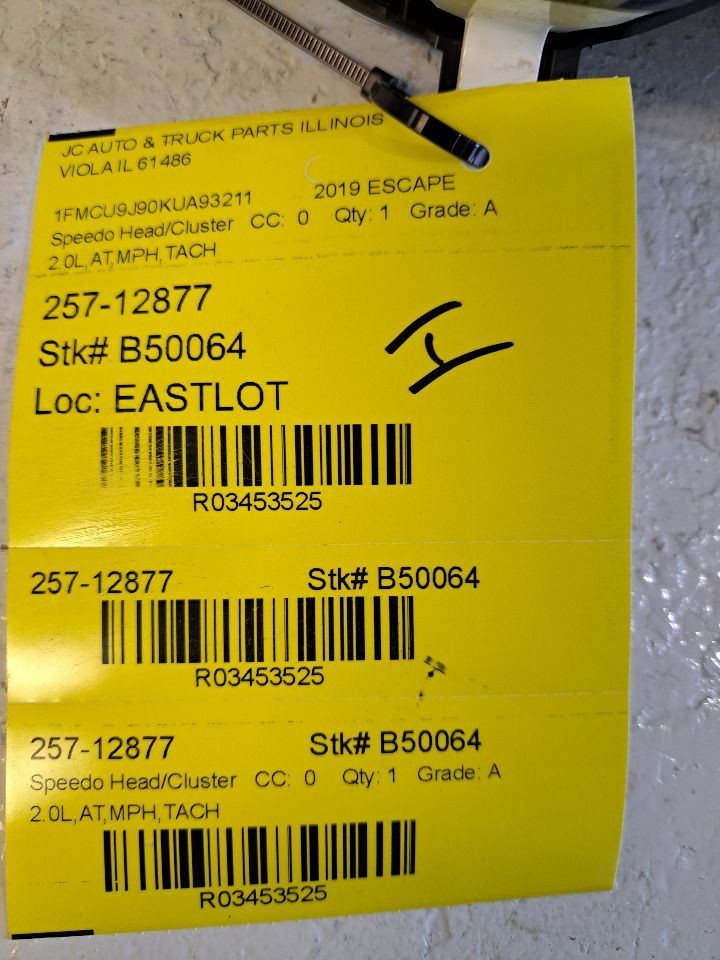 JC AUTO & TRUCK PARTS ILLINOIS
VIOLA IL 61486
1FMCU9J90KUA93211 2019 ESCAPE
Speedo Head/Cluster CC: 0 Qty: 1 Grade: A
2.0L,AT,MPH,TACH
257-12877
Stk# B50064
Loc: EASTLOT
R03453525
257-12877 Stk# B50064
R03453525
257-12877 Stk# B50064
Speedo Head/Cluster CC: 0 Qty: 1 Grade: A
2.0L,AT,MPH,TACH
R03453525